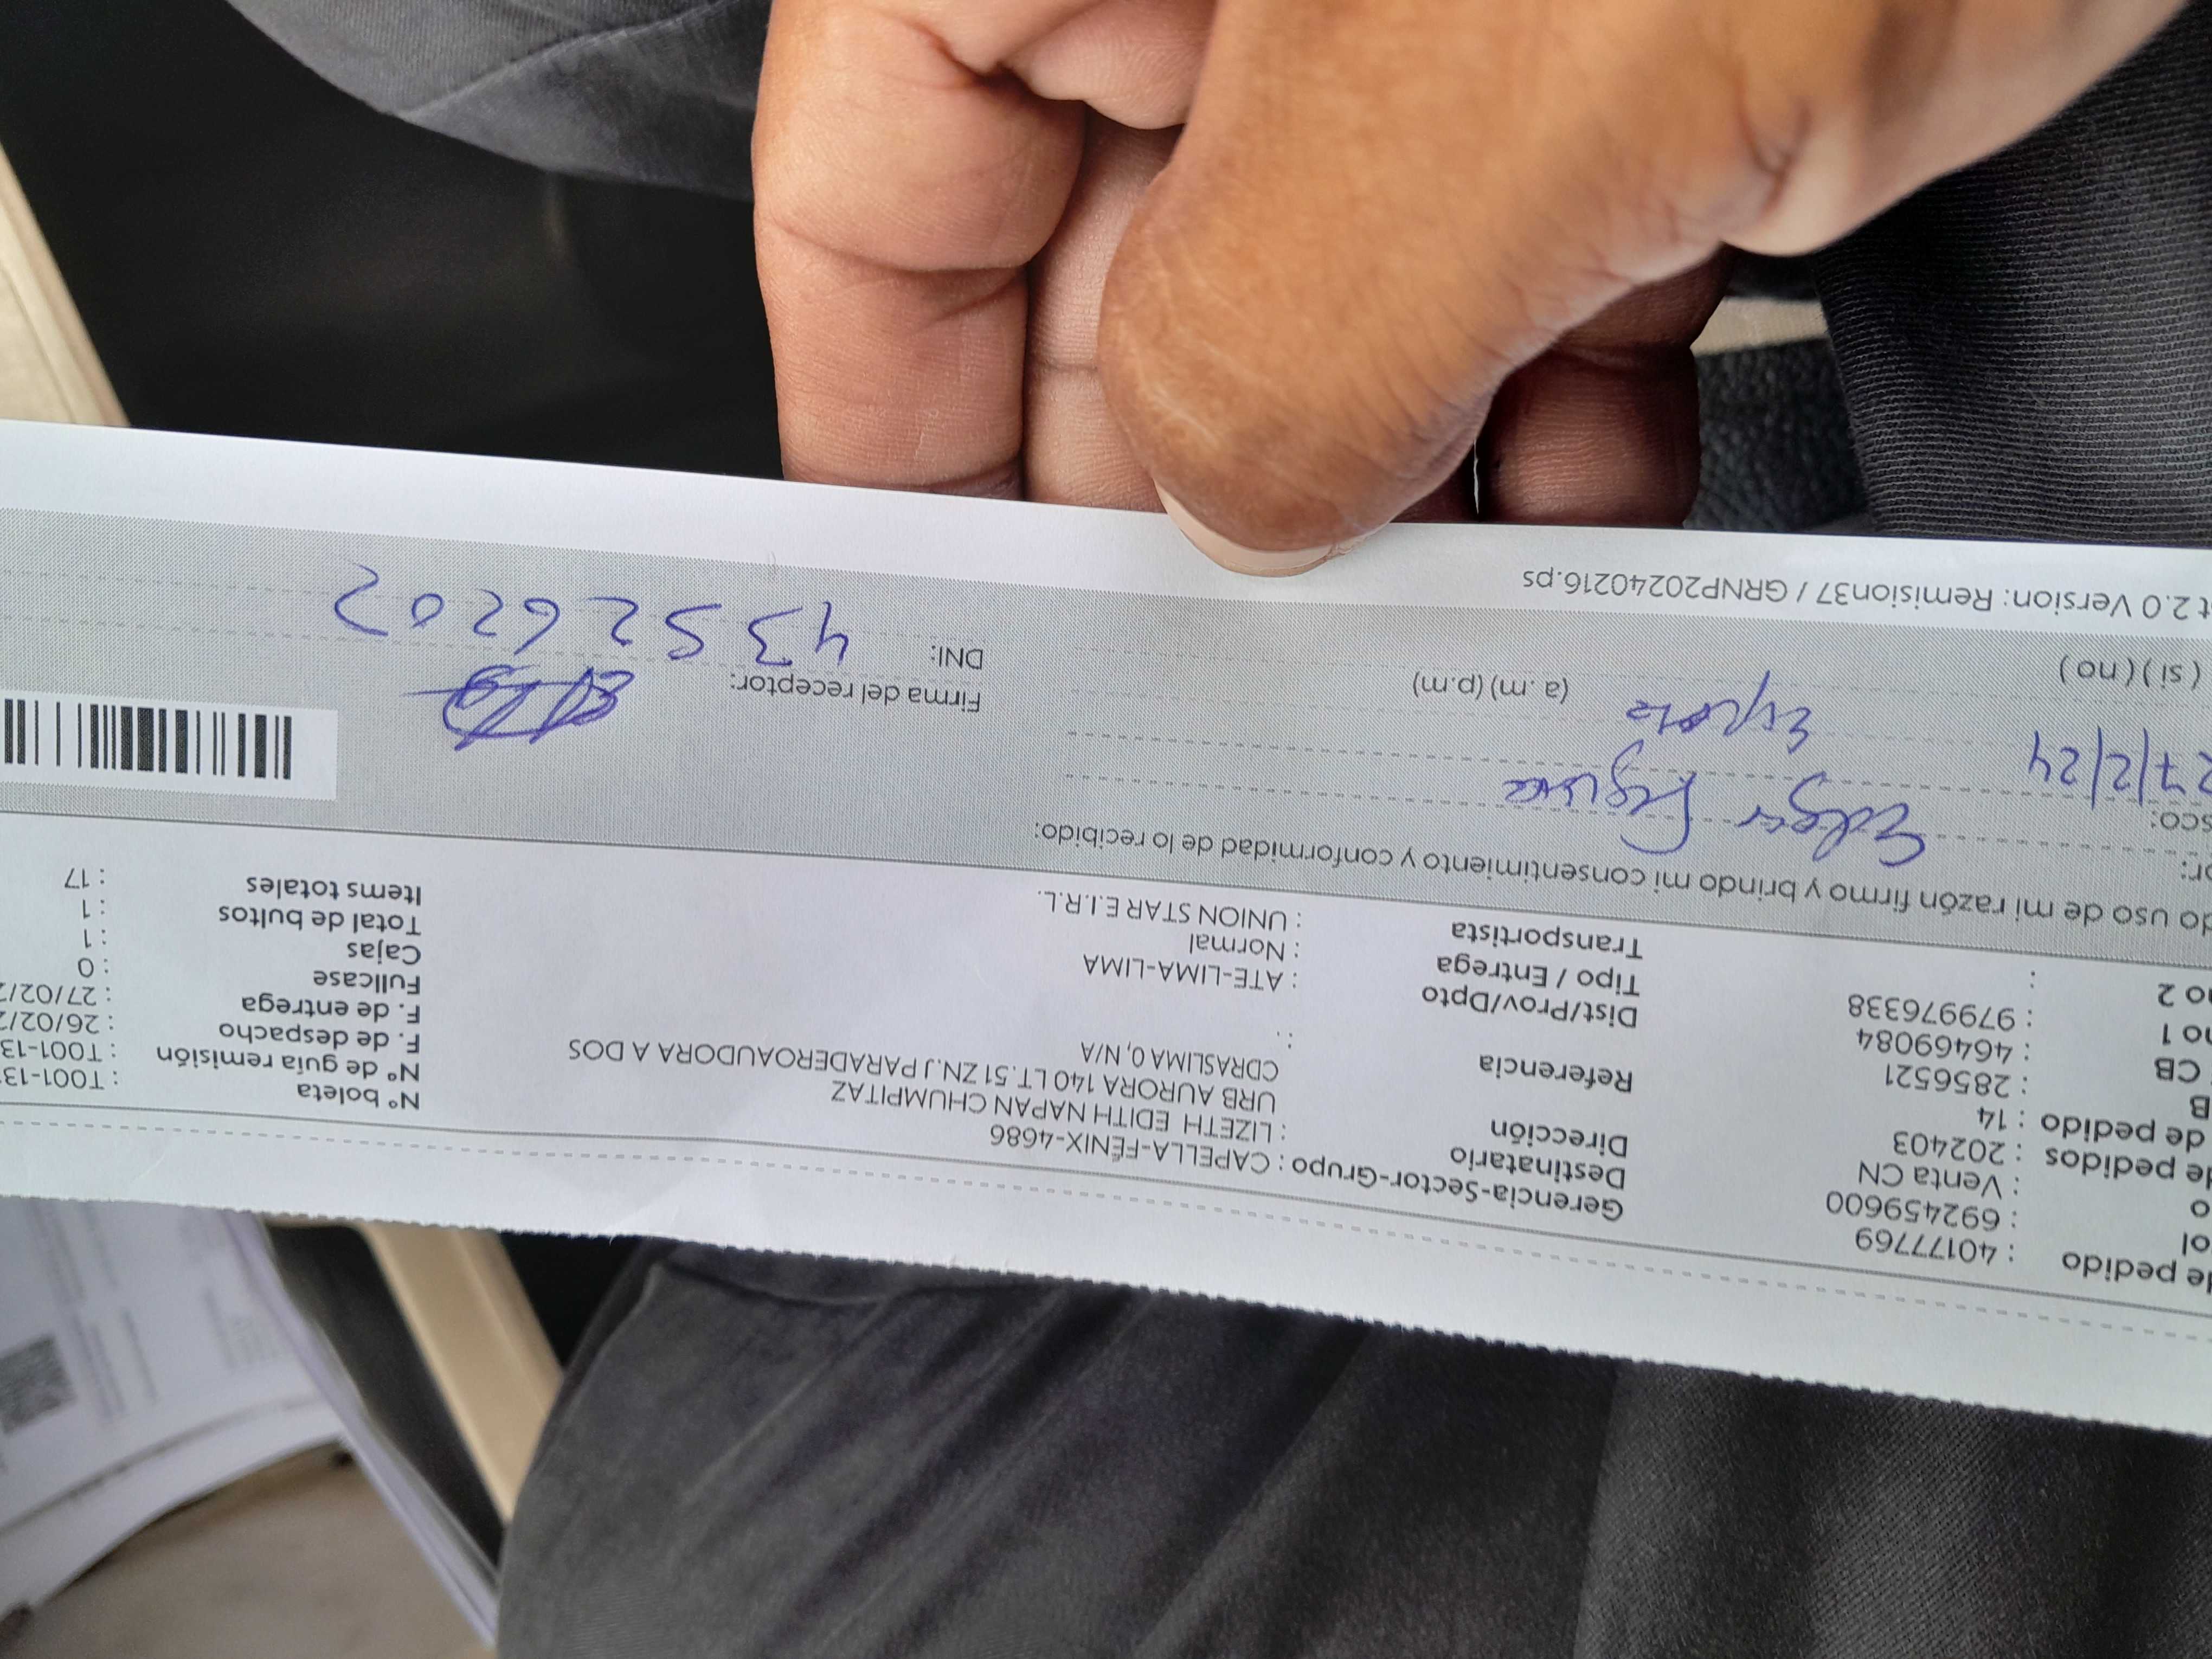 de pedido : 40177769
ol : 692459600
o : Venta CN
de pedidos : 202403
de pedido : 14
B : 2856521
CB : 46469084
no 1 : 979976338
no 2 :
Gerencia-Sector-Grupo : CAPELLA-FÉNIX-4686
Destinatario : LIZETH EDITH NAPAN CHUMPITAZ
Dirección URB AURORA 140 LT.51 ZN.J PARADEROAUDORA A DOS
CDRASLIMA 0, N/A
Referencia : .
Dist/Prov/Dpto : ATE-LIMA-LIMA
Tipo / Entrega : Normal
Transportista : UNION STAR E.I.R.L.
N° boleta : T001-13
N° de guía remisión : T001-13
F. de despacho : 26/02/2
F. de entrega : 27/02/2
Fullcase : 0
Cajas : 1
Total de bultos : 1
Items totales : 17
do uso de mi razón firmo y brindo mi consentimiento y conformidad de lo recibido:
or: Edgar
sco:
27/2/24
(si) (no) (a.m) (p.m)
Firma del receptor:
DNI: 43526202
t 2.0 Version: Remision37 / GRNP20240216.ps